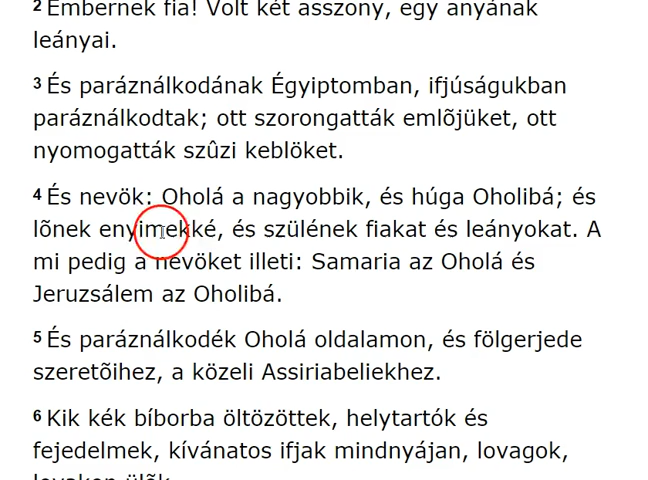 2 Embernek fia! Volt két asszony, egy anyának
leányai.
3 És paráználkodának Égyiptomban, ifjúságukban
paráználkodtak; ott szorongatták emlõjüket, ott
nyomogatták szûzi keblöket.
4 És nevök: Oholá a nagyobbik, és húga Oholibá; és
lõnek enyimekké, és szülének fiakat és leányokat. A
mi pedig a nevöket illeti: Samaria az Oholá és
Jeruzsálem az Oholibá.
5 És paráználkodék Oholá oldalamon, és fölgerjede
szeretõihez, a közeli Assiriabeliekhez.
6 Kik kék bíborba öltözöttek, helytartók és
fejedelmek, kívánatos ifjak mindnyájan, lovagok,
lovakon ülõk